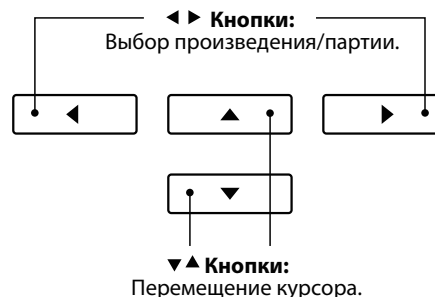 ◀ ▶ Кнопки:
Выбор произведения/партии.
▼▲ Кнопки:
Перемещение курсора.